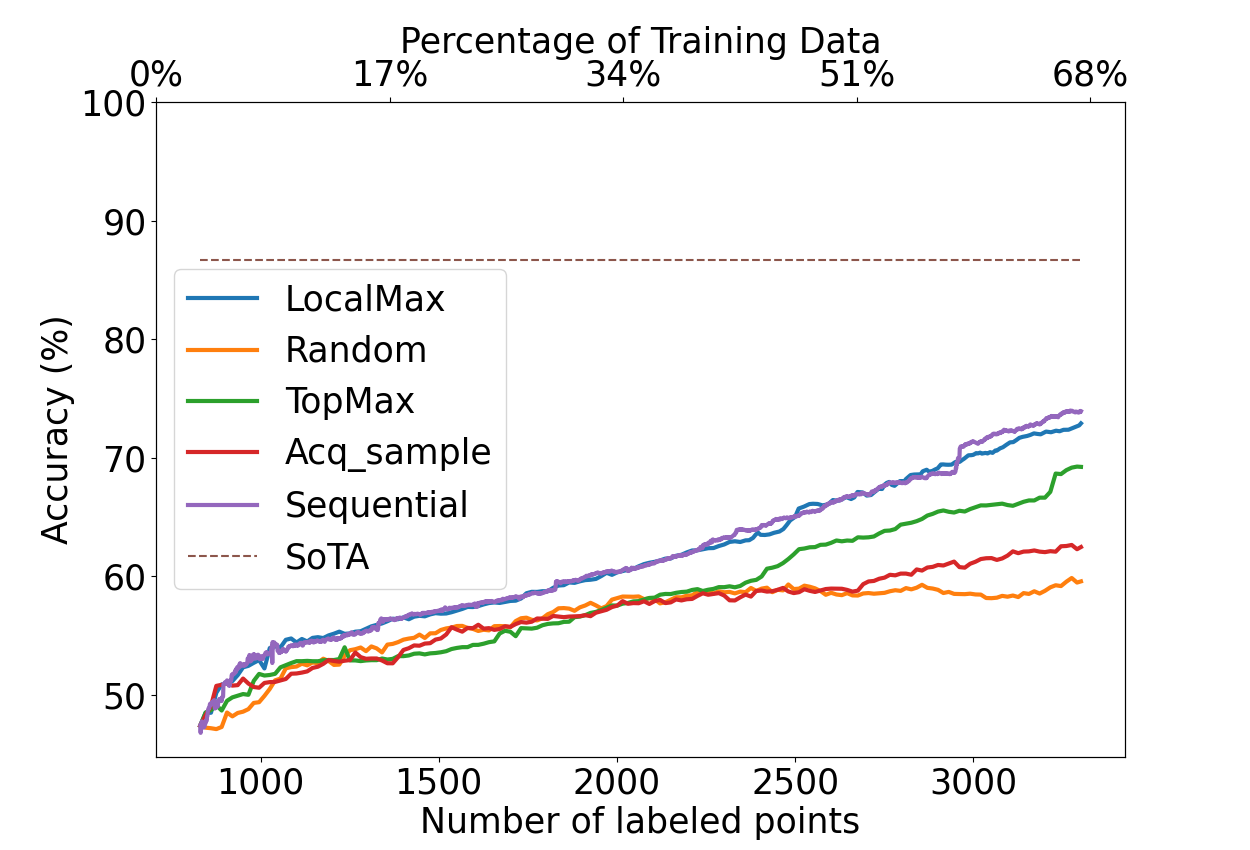 Percentage of Training Data
0% 17% 34% 51% 68%
100
90
80
70
60
50
Accuracy (%)
LocalMax
Random
TopMax
Acq_sample
Sequential
SoTA
1000 1500 2000 2500 3000
Number of labeled points